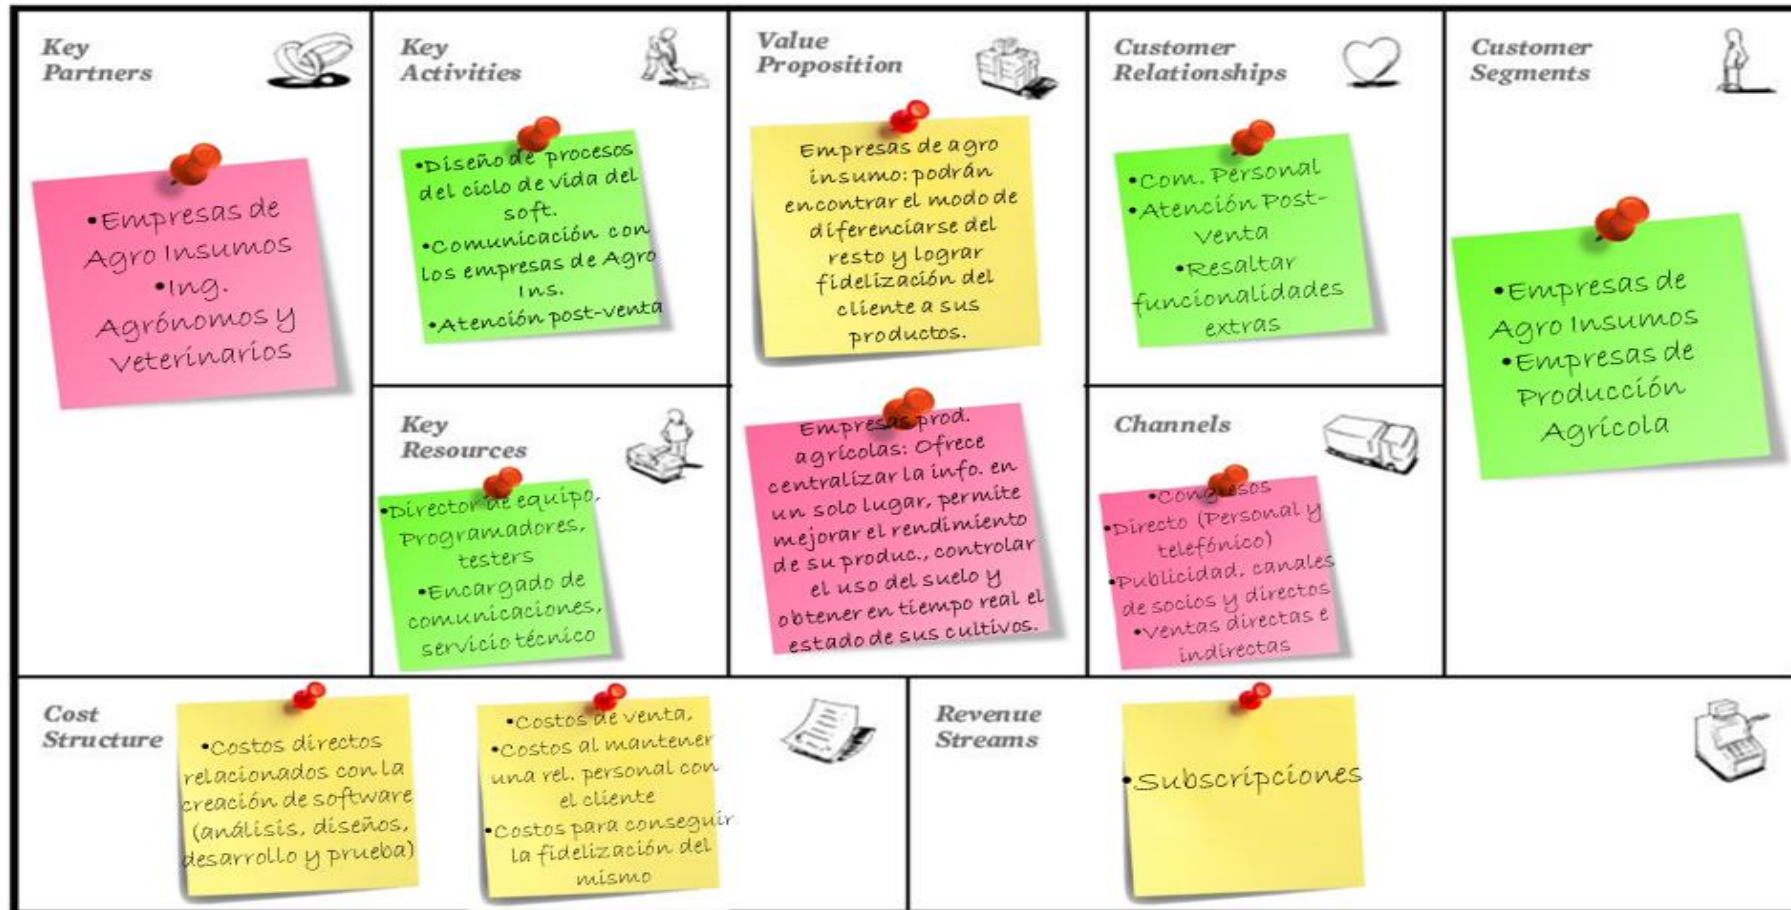 Key
Partners
•Empresas de
Agro Insumos
•Ing.
Agrónomos y
Veterinarios
Key
Activities
•Diseño de procesos
del ciclo de vida del
soft.
•Comunicación con
los empresas de Agro
Ins.
•Atención post-venta
Key
Resources
•Director de equipo,
Programadores,
testers
•Encargado de
comunicaciones,
servicio técnico
Value
Proposition
Empresas de agro
insumo: podrán
encontrar el modo de
diferenciarse del
resto y lograr
fidelización del
cliente a sus
productos.
Empresas prod.
agrícolas: Ofrece
centralizar la info. en
un solo lugar, permite
mejorar el rendimiento
de su produc., controlar
el uso del suelo y
obtener en tiempo real el
estado de sus cultivos.
Customer
Relationships
•Com. Personal
•Atención Post-
Venta
•Resaltar
funcionalidades
extras
Channels
•Congresos
•Directo (Personal y
telefónico)
•Publicidad, canales
de socios y directos
•Ventas directas e
indirectas
Customer
Segments
•Empresas de
Agro Insumos
•Empresas de
Producción
Agrícola
Cost
Structure
•Costos directos
relacionados con la
creación de software
(análisis, diseños,
desarrollo y prueba)
•Costos de venta,
•Costos al mantener
una rel. personal con
el cliente
•Costos para conseguir
la fidelización del
mismo
Revenue
Streams
•Subscripciones